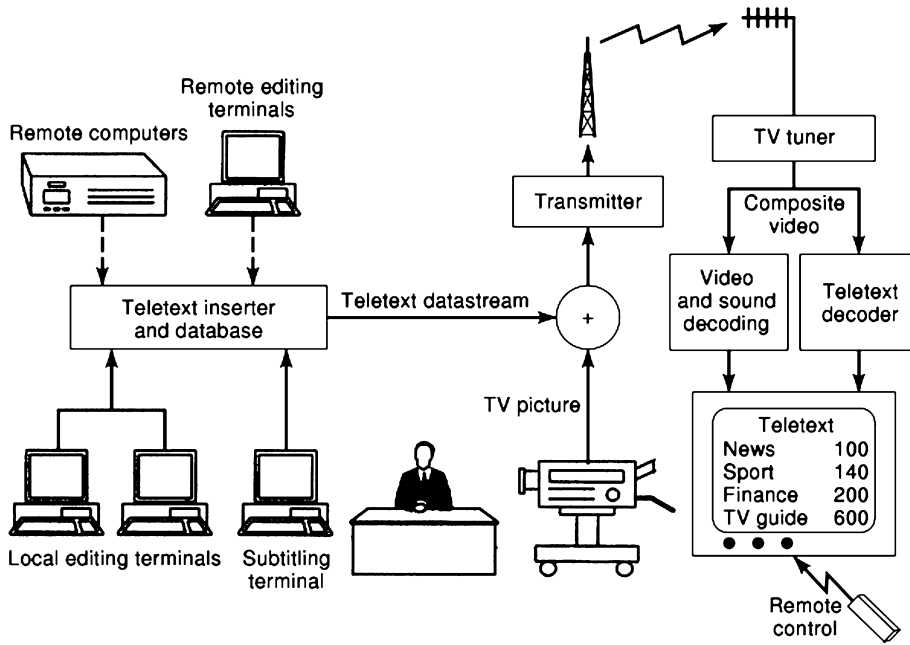 Remote editing
terminals
Remote computers
TV tuner
Transmitter
Composite
video
Teletext inserter
and database
Teletext datastream
+
Video
and sound
decoding
Teletext
decoder
TV picture
Teletext
News 100
Sport 140
Finance 200
TV guide 600
Local editing terminals
Subtitling
terminal
Remote
control